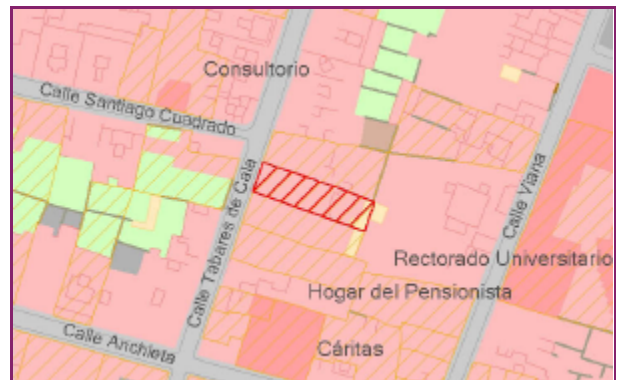 Consultorio
Calle Santiago Cuadrado
Calle Tabares de Cala
Calle Viana
Rectorado Universitario
Hogar del Pensionista
Calle Anchieta
Cáritas